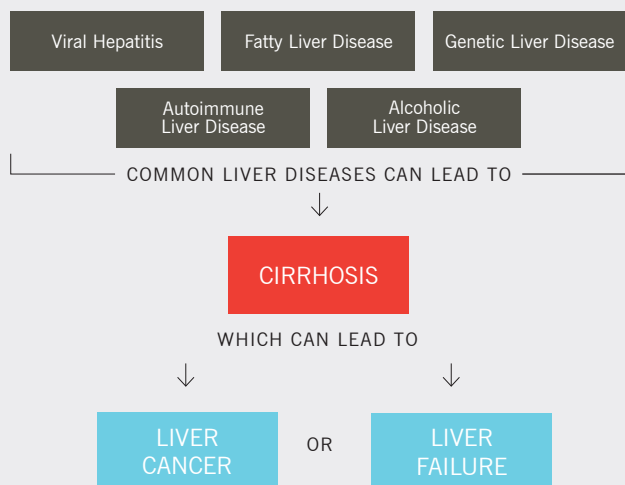 Viral Hepatitis
Fatty Liver Disease
Genetic Liver Disease
Autoimmune
Liver Disease
Alcoholic
Liver Disease
COMMON LIVER DISEASES CAN LEAD TO
CIRRHOSIS
WHICH CAN LEAD TO
LIVER
CANCER
OR
LIVER
FAILURE